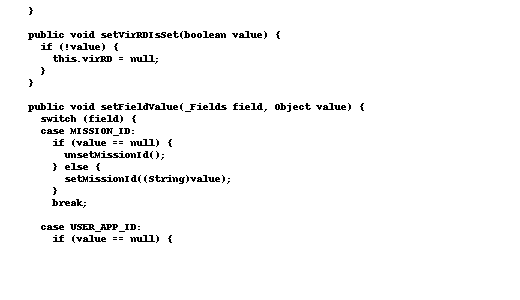 }
public void setVirRDIsSet(boolean value) {
if (!value) {
this.virRD = null;
}
}
public void setFieldValue(_Fields field, Object value) {
switch (field) {
case MISSION_ID:
if (value == null) {
unsetMissionId();
} else {
setMissionId((String)value);
}
break;
case USER_APP_ID:
if (value == null) {